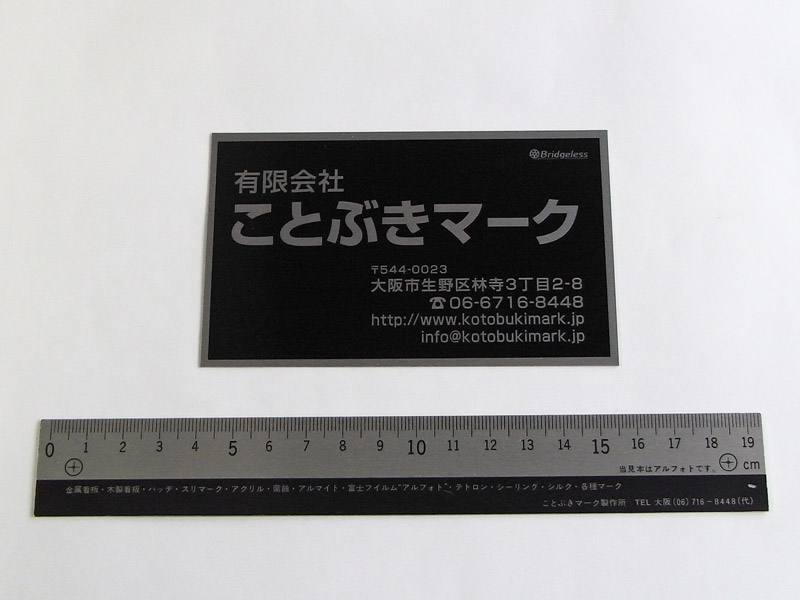 Bridgeless
有限会社
ことぶきマーク
〒544-0023
大阪市生野区林寺3丁目2-8
☎06-6716-8448
http://www.kotobukimark.jp
info@kotobukimark.jp
0 1 2 3 4 5 6 7 8 9 10 11 12 13 14 15 16 17 18 19
当見本はアルフォトです。 cm
金属看板・木製看板・バッヂ・スリマーク・アクリル・腐蝕・アルマイト・富士フイルム"アルフォト"・テトロン・シーリング・シルク・各種マーク
ことぶきマーク製作所 TEL 大阪(06)716-8448(代)